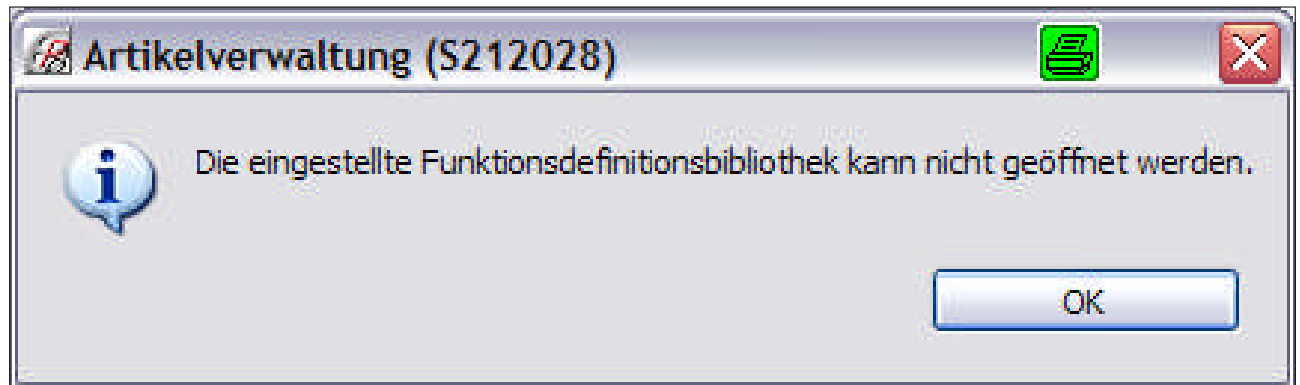 Artikelverwaltung (S212028)
Die eingestellte Funktionsdefinitionsbibliothek kann nicht geöffnet werden.
OK